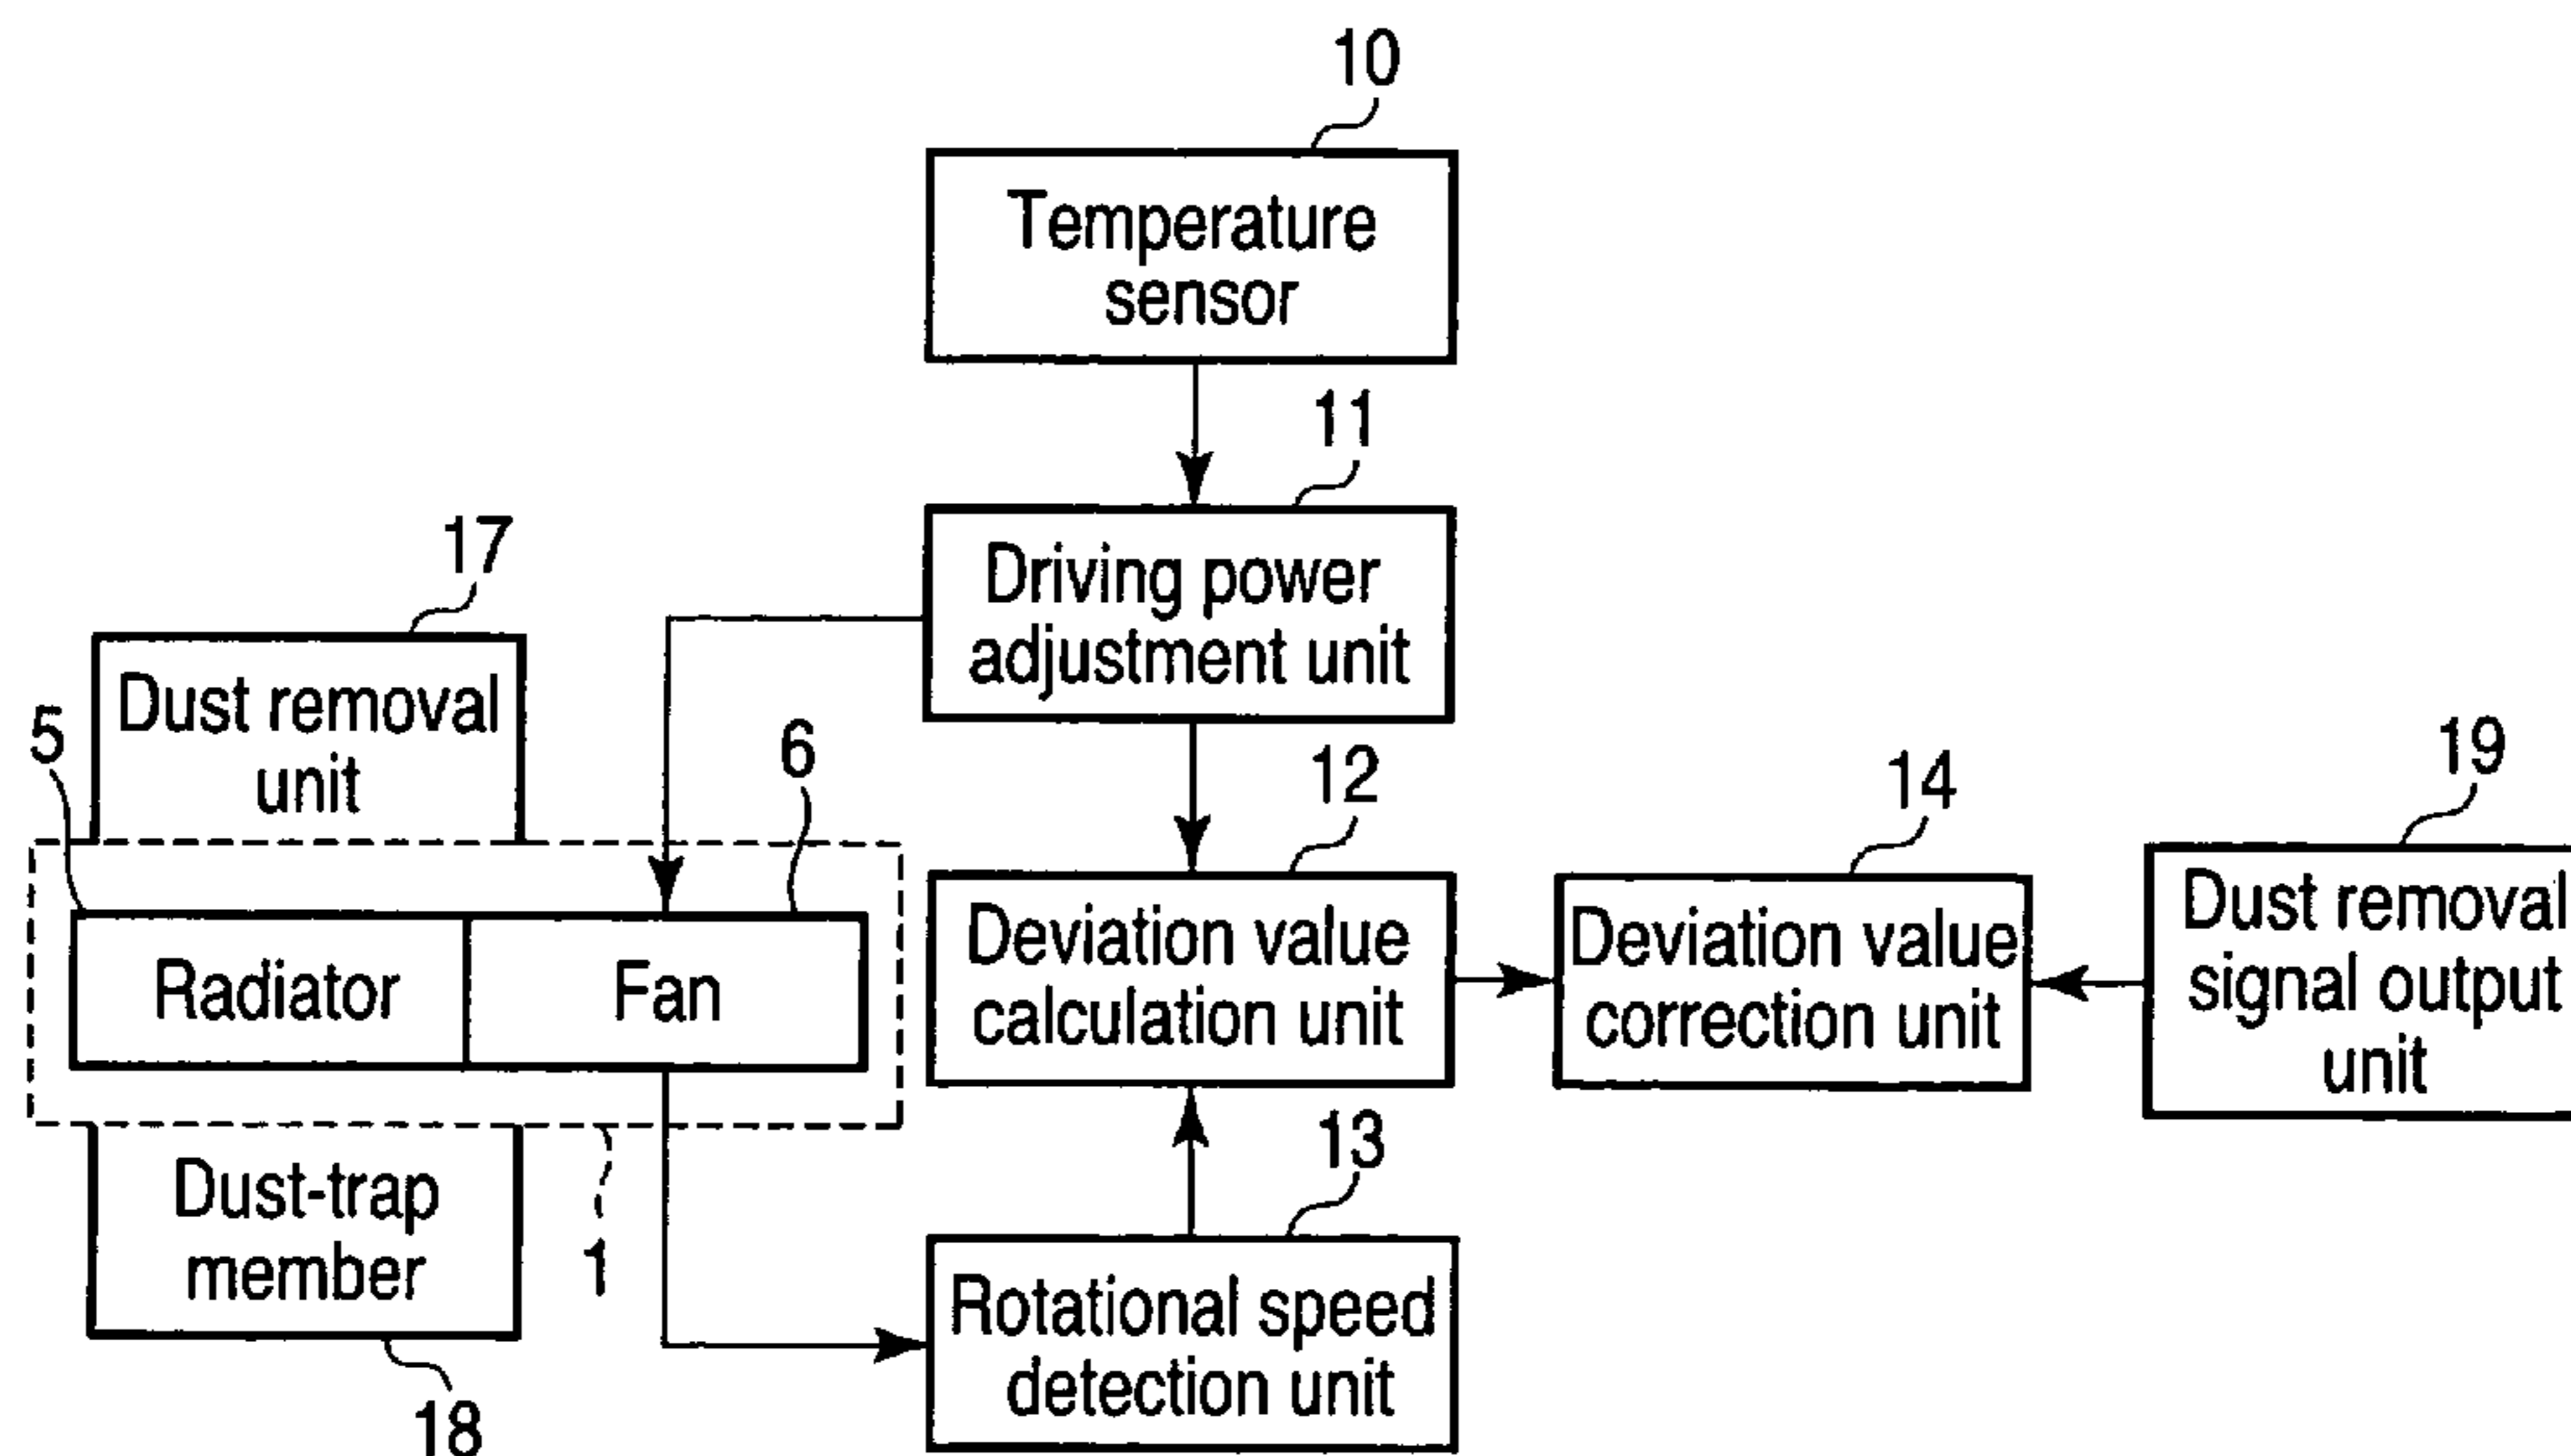 10
Temperature
sensor
11
Driving power
adjustment unit
17
Dust removal
unit
5
6
12
14
19
Radiator
Fan
Deviation value
calculation unit
Deviation value
correction unit
Dust removal
signal output
unit
Dust-trap
member
1
13
Rotational speed
detection unit
18